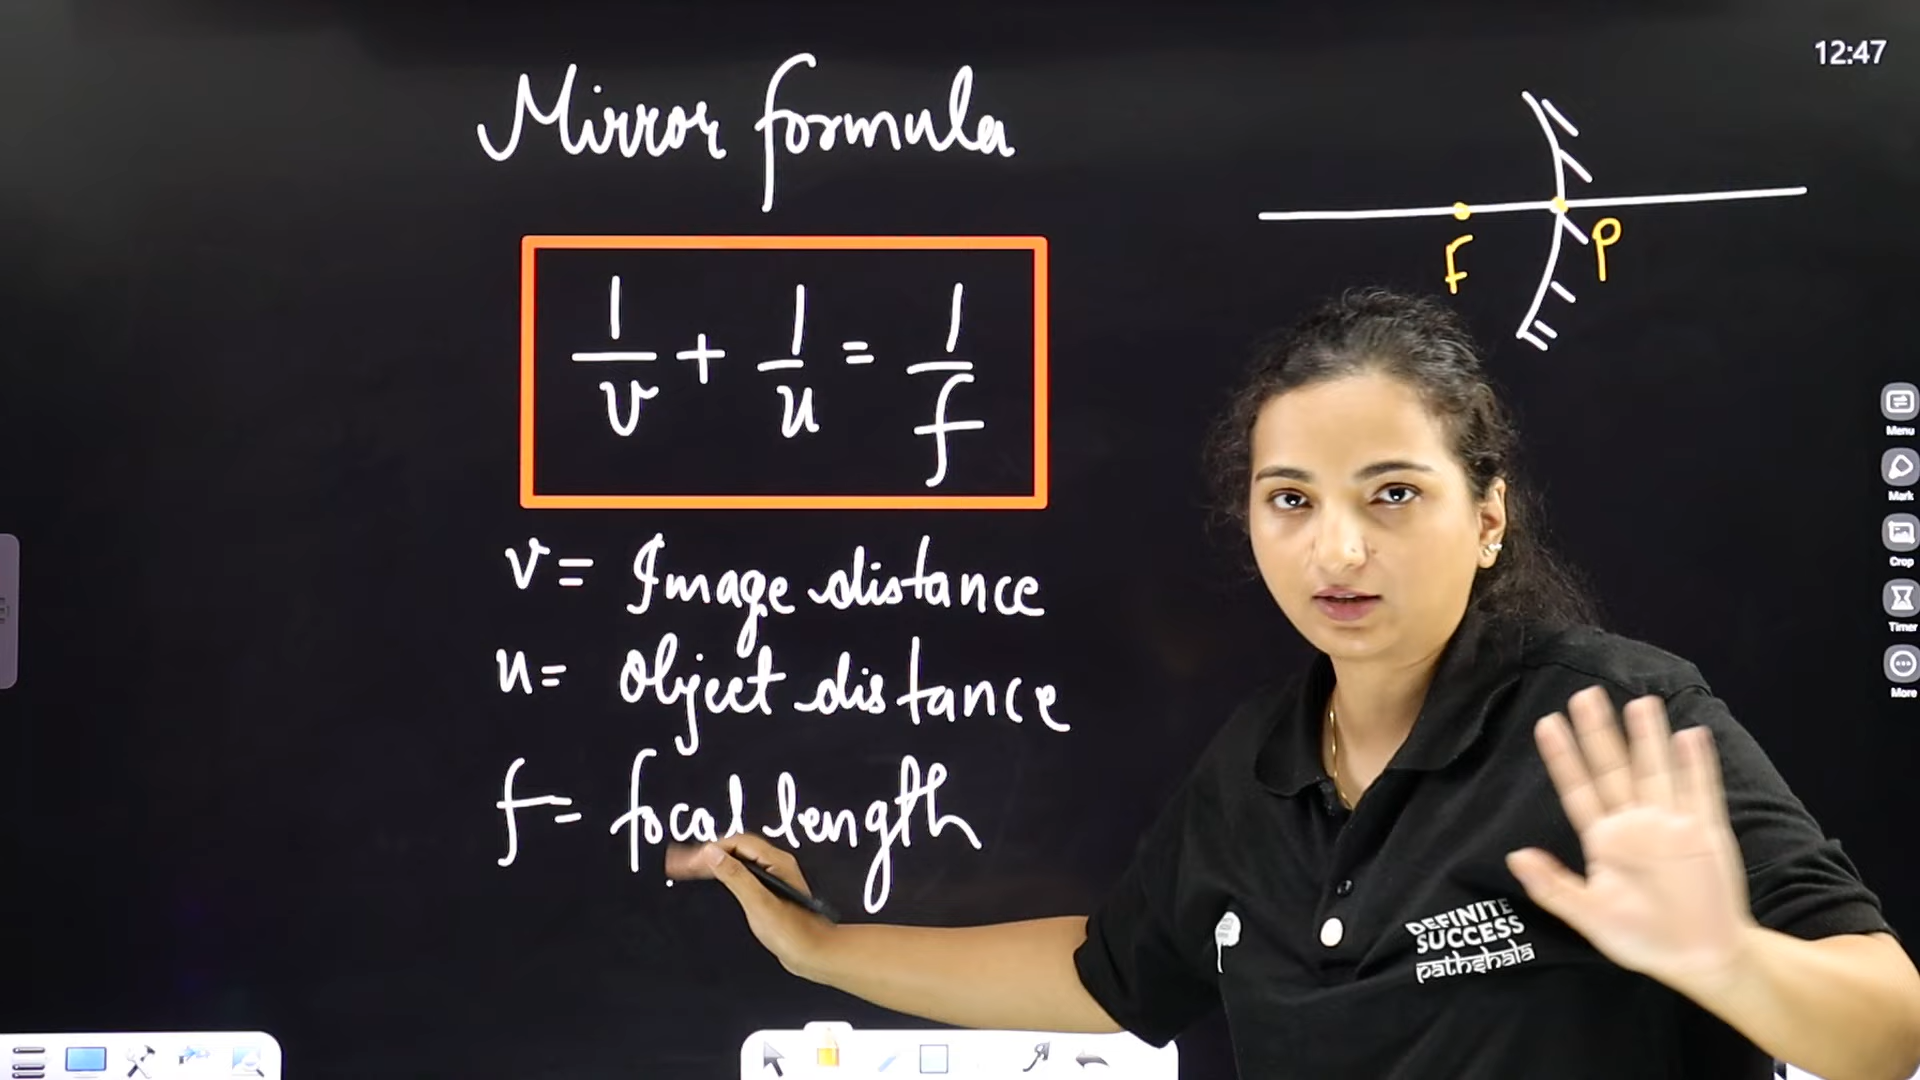 12:47
Mirror formula
1/v + 1/u = 1/f
F
P
v = Image distance
u = Object distance
f = focal length
Menu
Mark
Crop
Timer
More
DEFINITE
SUCCESS
pathshala